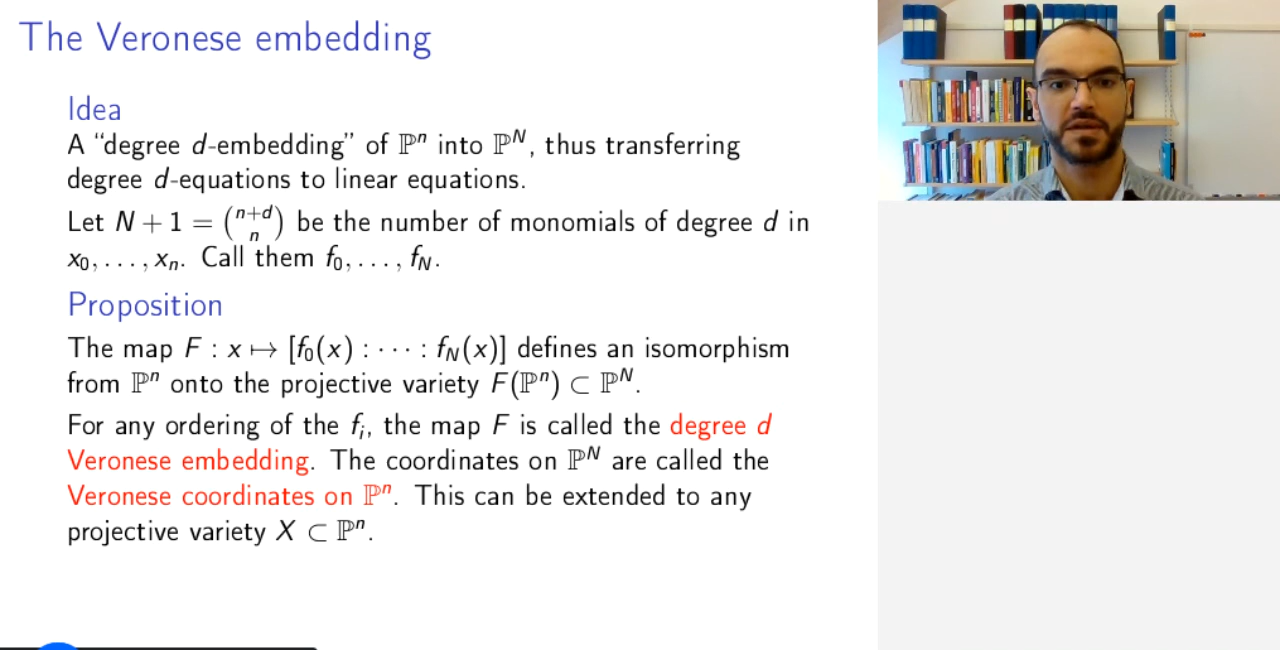 The Veronese embedding
Idea
A “degree d-embedding” of ℙⁿ into ℙᴺ, thus transferring
degree d-equations to linear equations.
Let N + 1 = (n+d n) be the number of monomials of degree d in
x₀, . . . , xₙ. Call them f₀, . . . , f_N.
Proposition
The map F : x ↦ [f₀(x) : · · · : f_N(x)] defines an isomorphism
from ℙⁿ onto the projective variety F(ℙⁿ) ⊂ ℙᴺ.
For any ordering of the fᵢ, the map F is called the degree d
Veronese embedding. The coordinates on ℙᴺ are called the
Veronese coordinates on ℙⁿ. This can be extended to any
projective variety X ⊂ ℙⁿ.